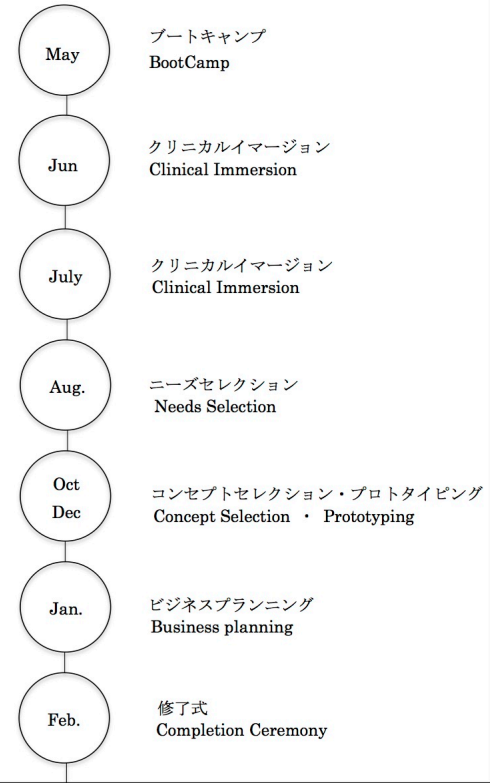 May
ブートキャンプ
BootCamp
Jun
クリニカルイマージョン
Clinical Immersion
July
クリニカルイマージョン
Clinical Immersion
Aug.
ニーズセレクション
Needs Selection
Oct
Dec
コンセプトセレクション・プロトタイピング
Concept Selection ・ Prototyping
Jan.
ビジネスプランニング
Business planning
Feb.
修了式
Completion Ceremony